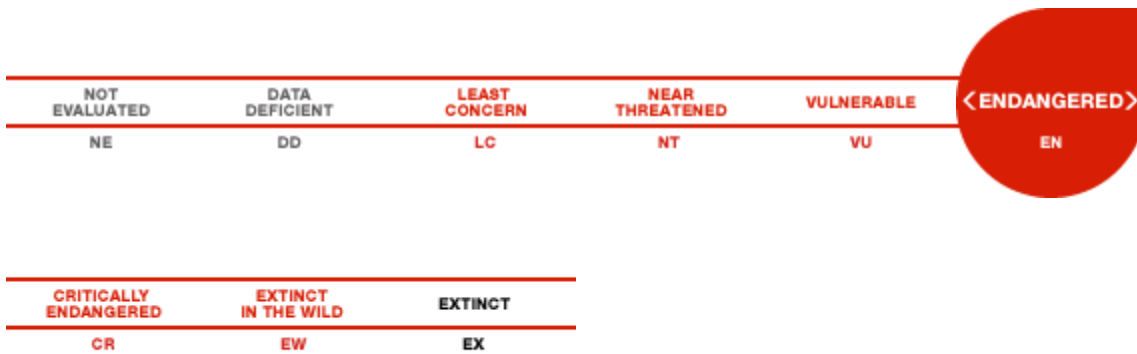 NOT EVALUATED
DATA DEFICIENT
LEAST CONCERN
NEAR THREATENED
VULNERABLE
<ENDANGERED>
NE
DD
LC
NT
VU
EN
CRITICALLY ENDANGERED
EXTINCT IN THE WILD
EXTINCT
CR
EW
EX